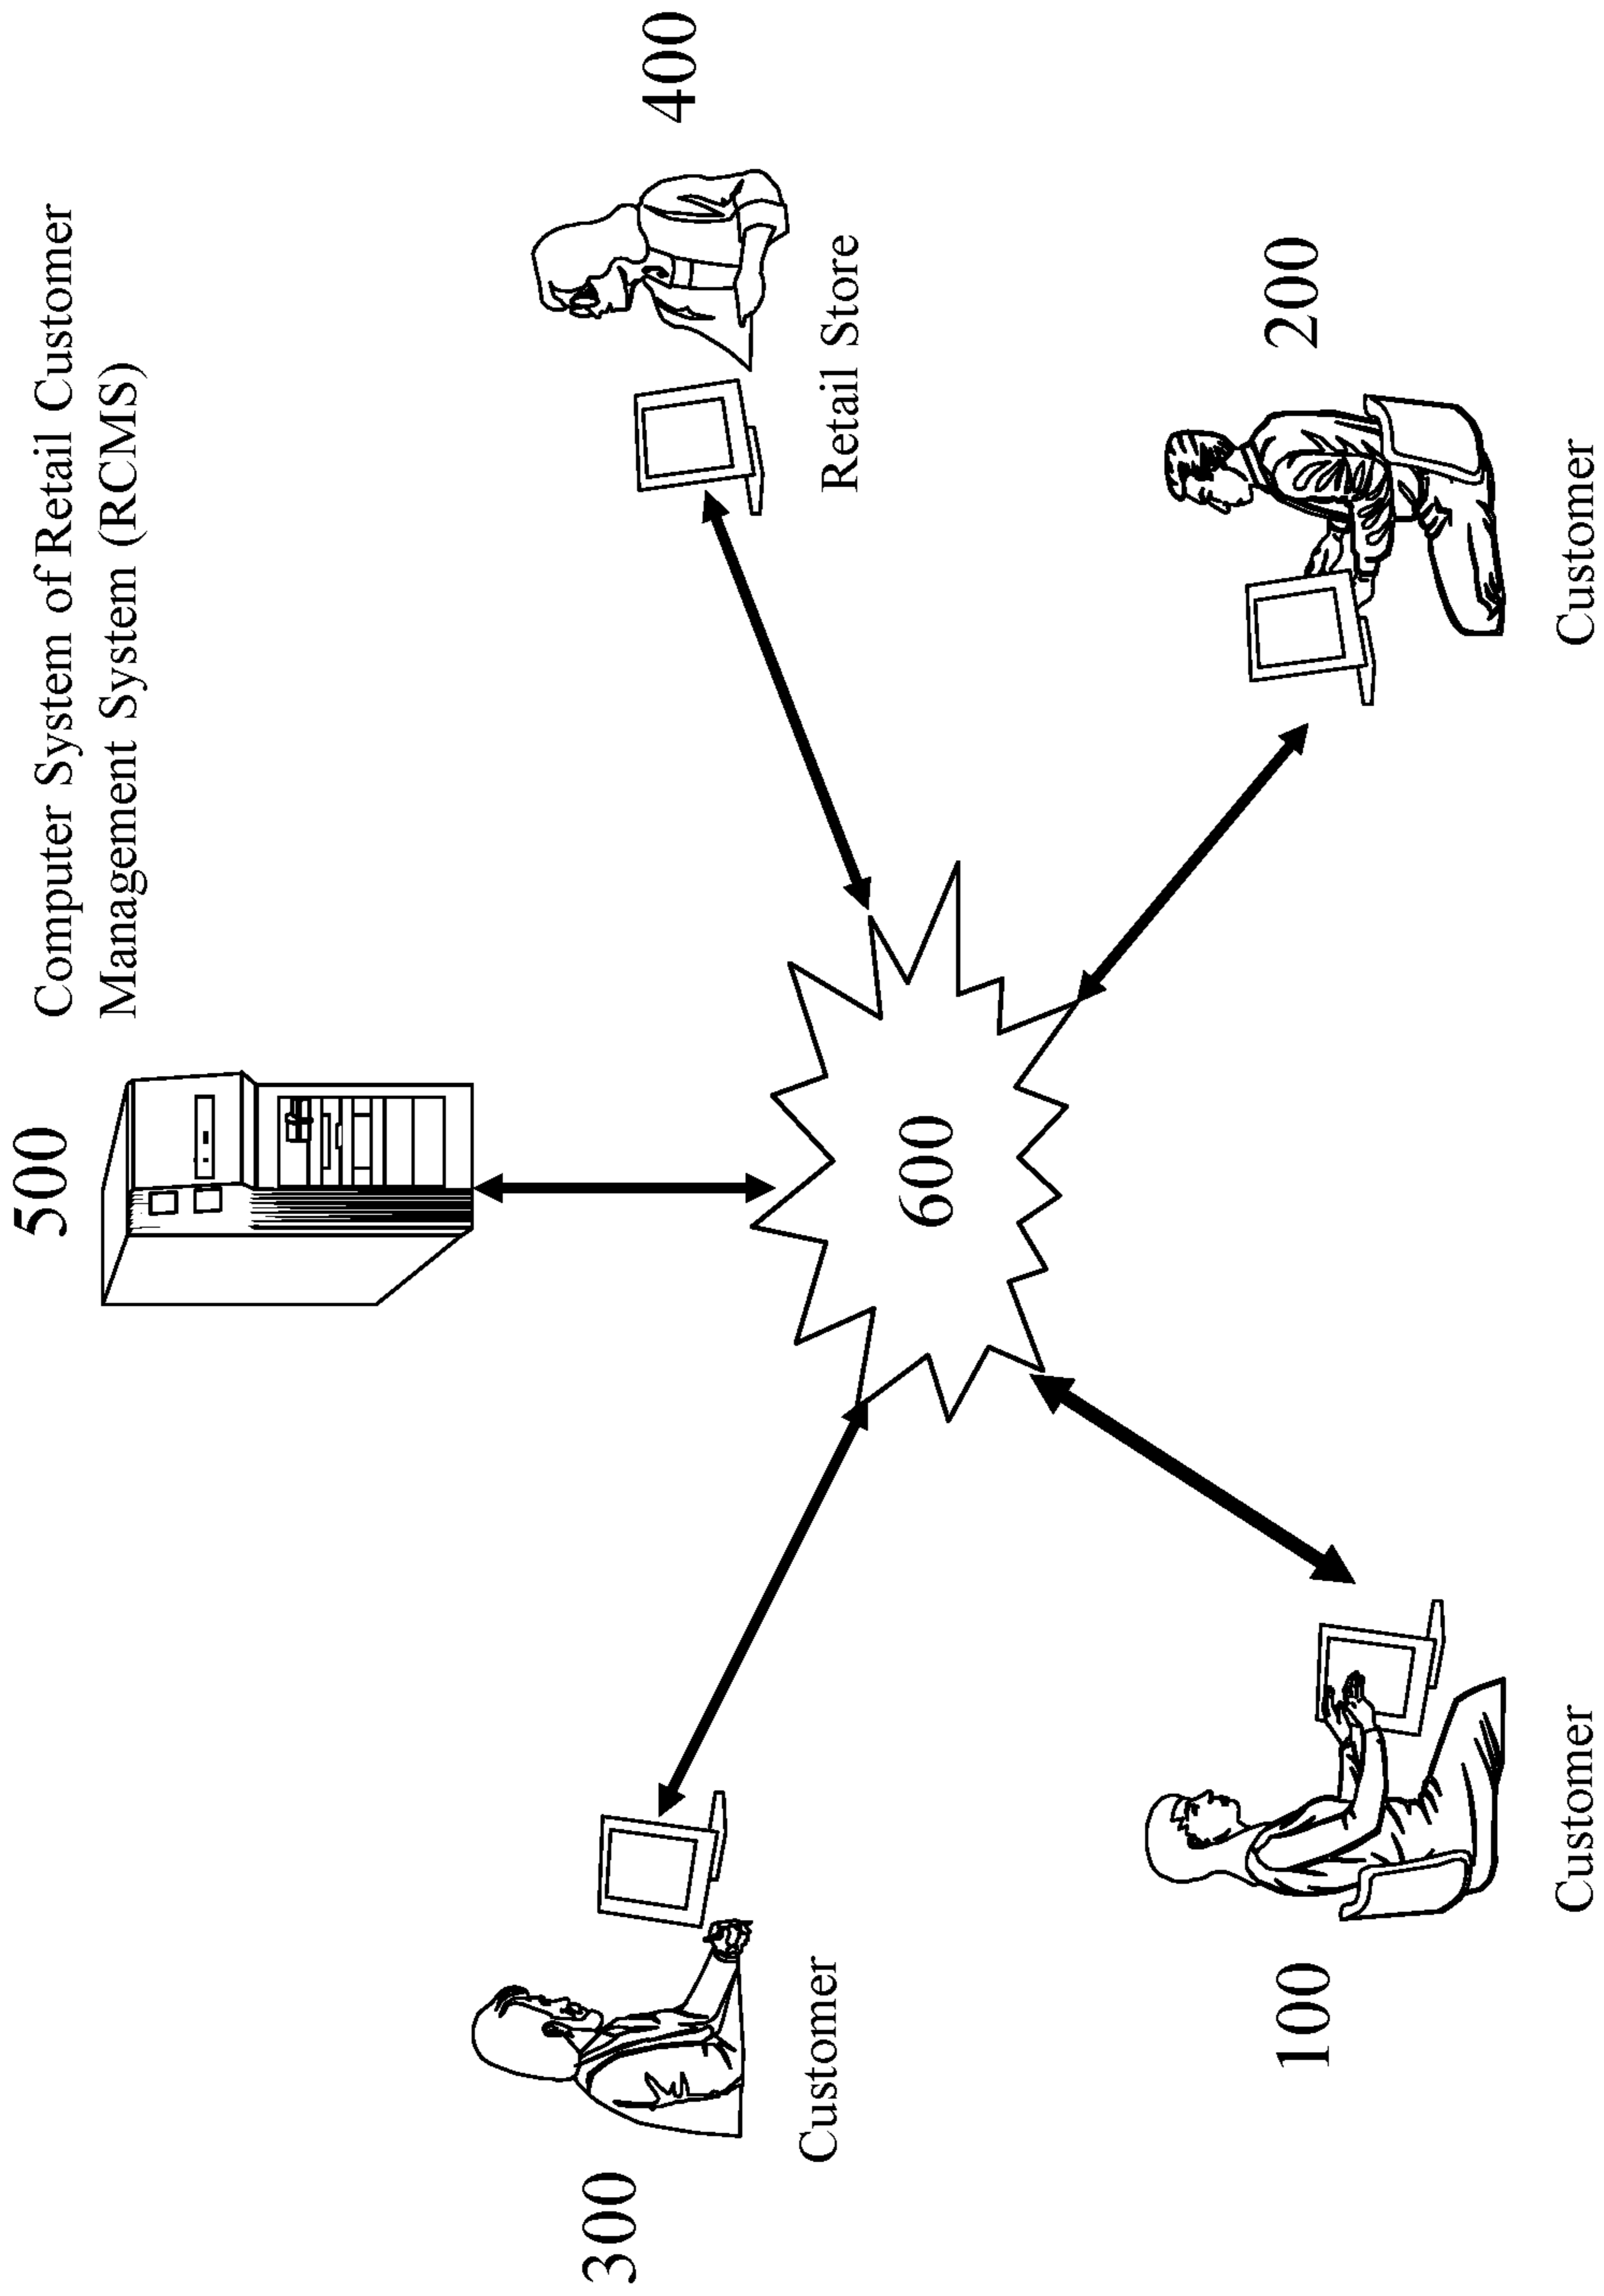 500
Computer System of Retail Customer
Management System (RCMS)
300
Customer
400
Retail Store
600
100
Customer
200
Customer